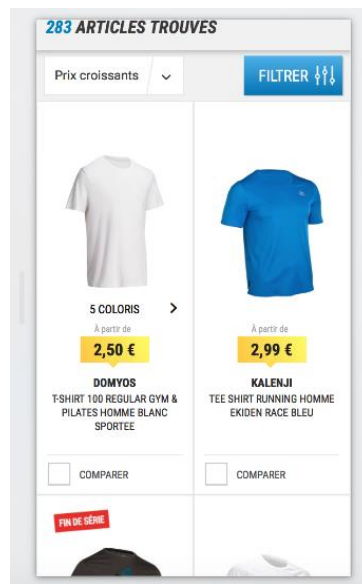 283 ARTICLES TROUVES
Prix croissants
FILTRER
5 COLORIS
À partir de
2,50 €
DOMYOS
T-SHIRT 100 REGULAR GYM &
PILATES HOMME BLANC
SPORTEE
COMPARER
À partir de
2,99 €
KALENJI
TEE SHIRT RUNNING HOMME
EKIDEN RACE BLEU
COMPARER
FIN DE SÉRIE